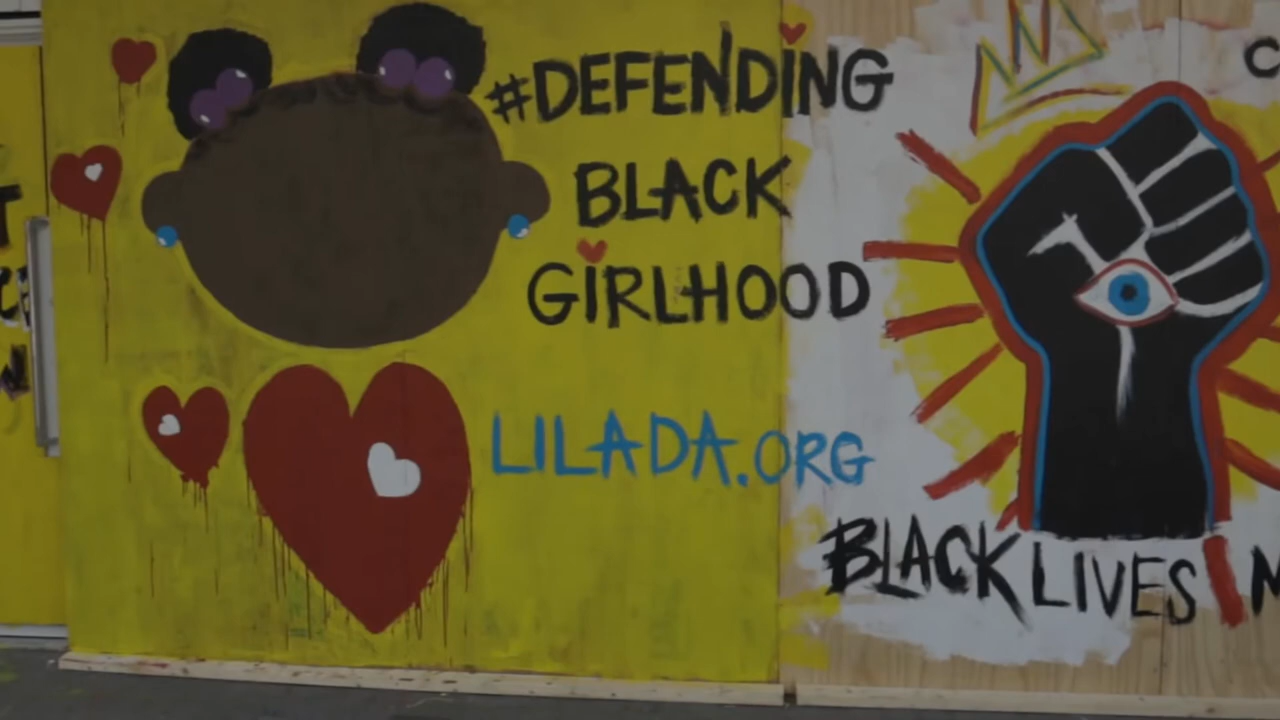 #DEFENDING
BLACK
GIRLHOOD
LILADA.ORG
BLACK LIVES